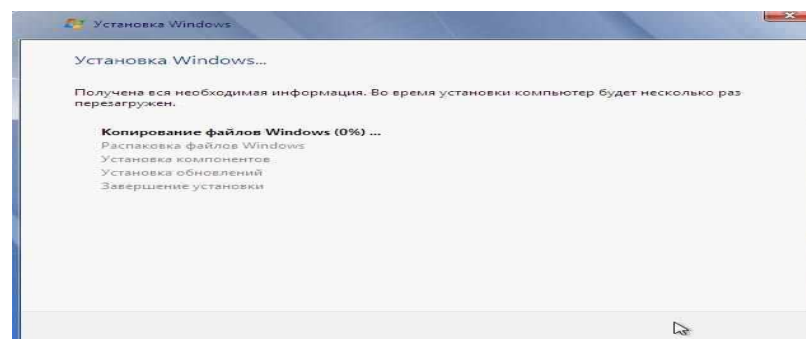 Установка Windows
Установка Windows...
Получена вся необходимая информация. Во время установки компьютер будет несколько раз
перезагружен.
Копирование файлов Windows (0%) ...
Распаковка файлов Windows
Установка компонентов
Установка обновлений
Завершение установки